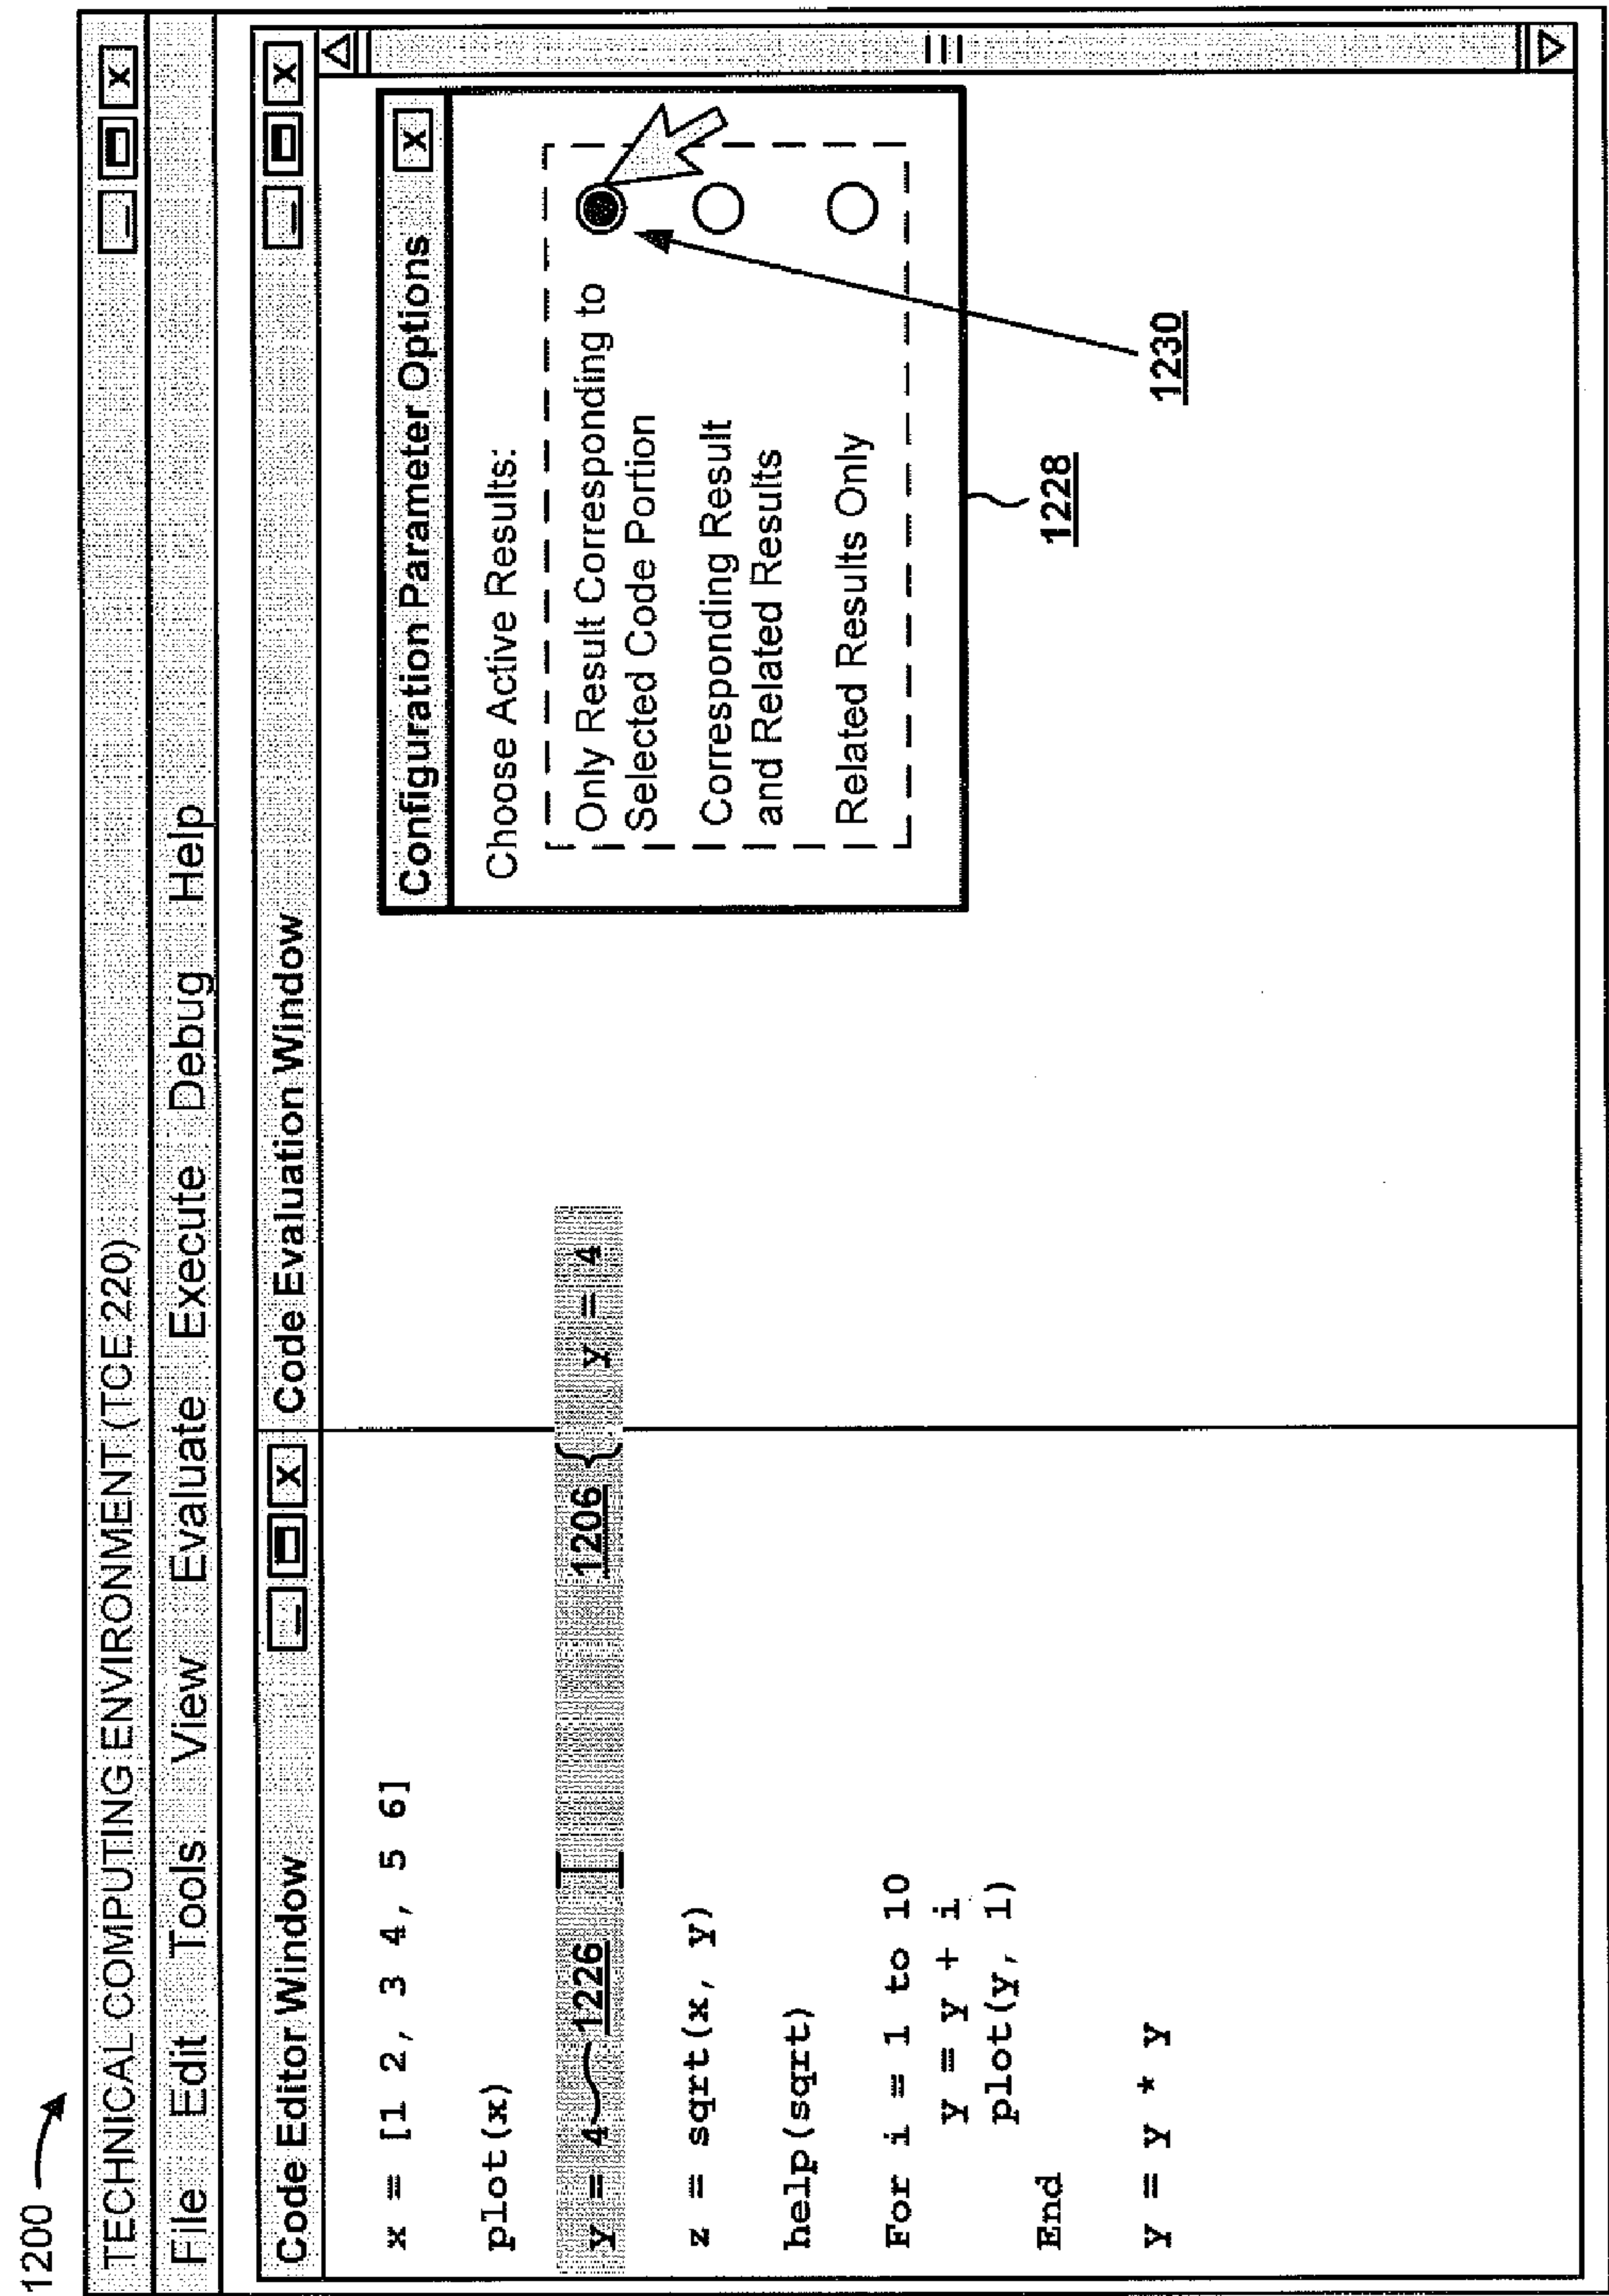 1200
TECHNICAL COMPUTING ENVIRONMENT (TCE 220)
_ X
File Edit Tools View Evaluate Execute Debug Help
Code Editor Window _ X
Code Evaluation Window _ X
x = [1 2, 3 4, 5 6]
plot(x)
y = 4 1226 1206 { y = 4
z = sqrt(x, y)
help(sqrt)
For i = 1 to 10
y = y + i
plot(y, i)
End
y = y * y
Configuration Parameter Options X
Choose Active Results:
Only Result Corresponding to
Selected Code Portion
Corresponding Result
and Related Results
Related Results Only
1228
1230